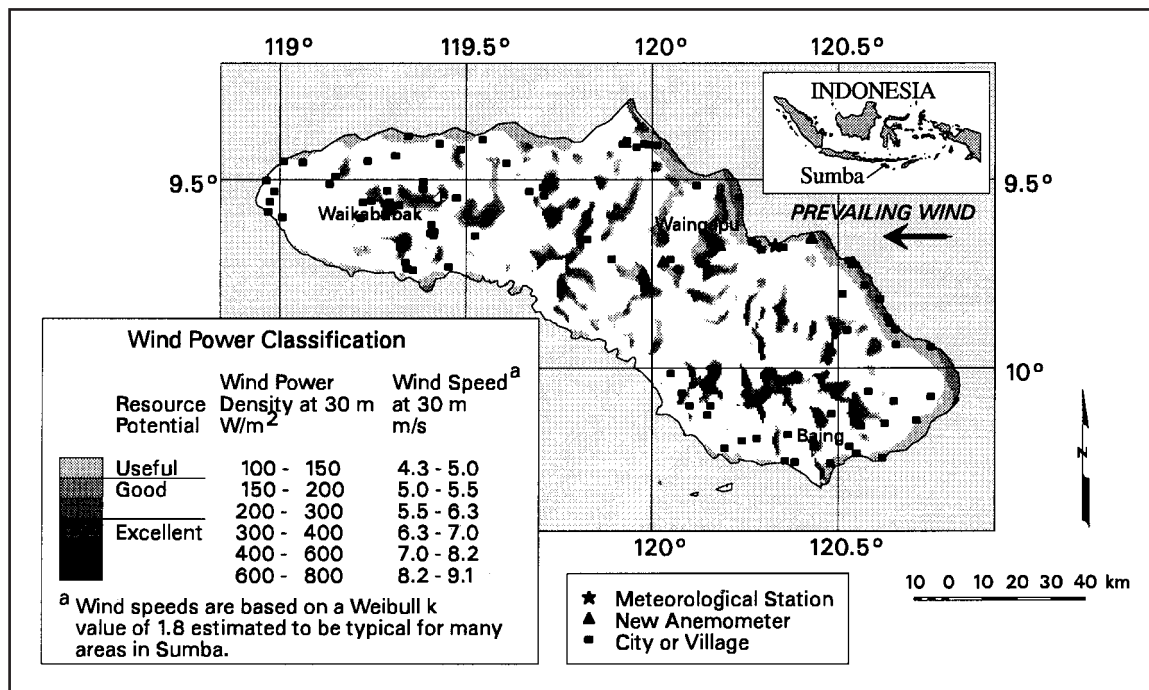 119° 119.5° 120° 120.5°
INDONESIA
Sumba
9.5° 9.5°
PREVAILING WIND
Waikabubak
Waingapu
10°
Baing
N
120° 120.5°
10 0 10 20 30 40 km
Wind Power Classification
Wind Power Wind Speed a
Resource Density at 30 m at 30 m
Potential W/m² m/s
Useful 100 - 150 4.3 - 5.0
Good 150 - 200 5.0 - 5.5
200 - 300 5.5 - 6.3
Excellent 300 - 400 6.3 - 7.0
400 - 600 7.0 - 8.2
600 - 800 8.2 - 9.1
a Wind speeds are based on a Weibull k
value of 1.8 estimated to be typical for many
areas in Sumba.
Meteorological Station
New Anemometer
City or Village